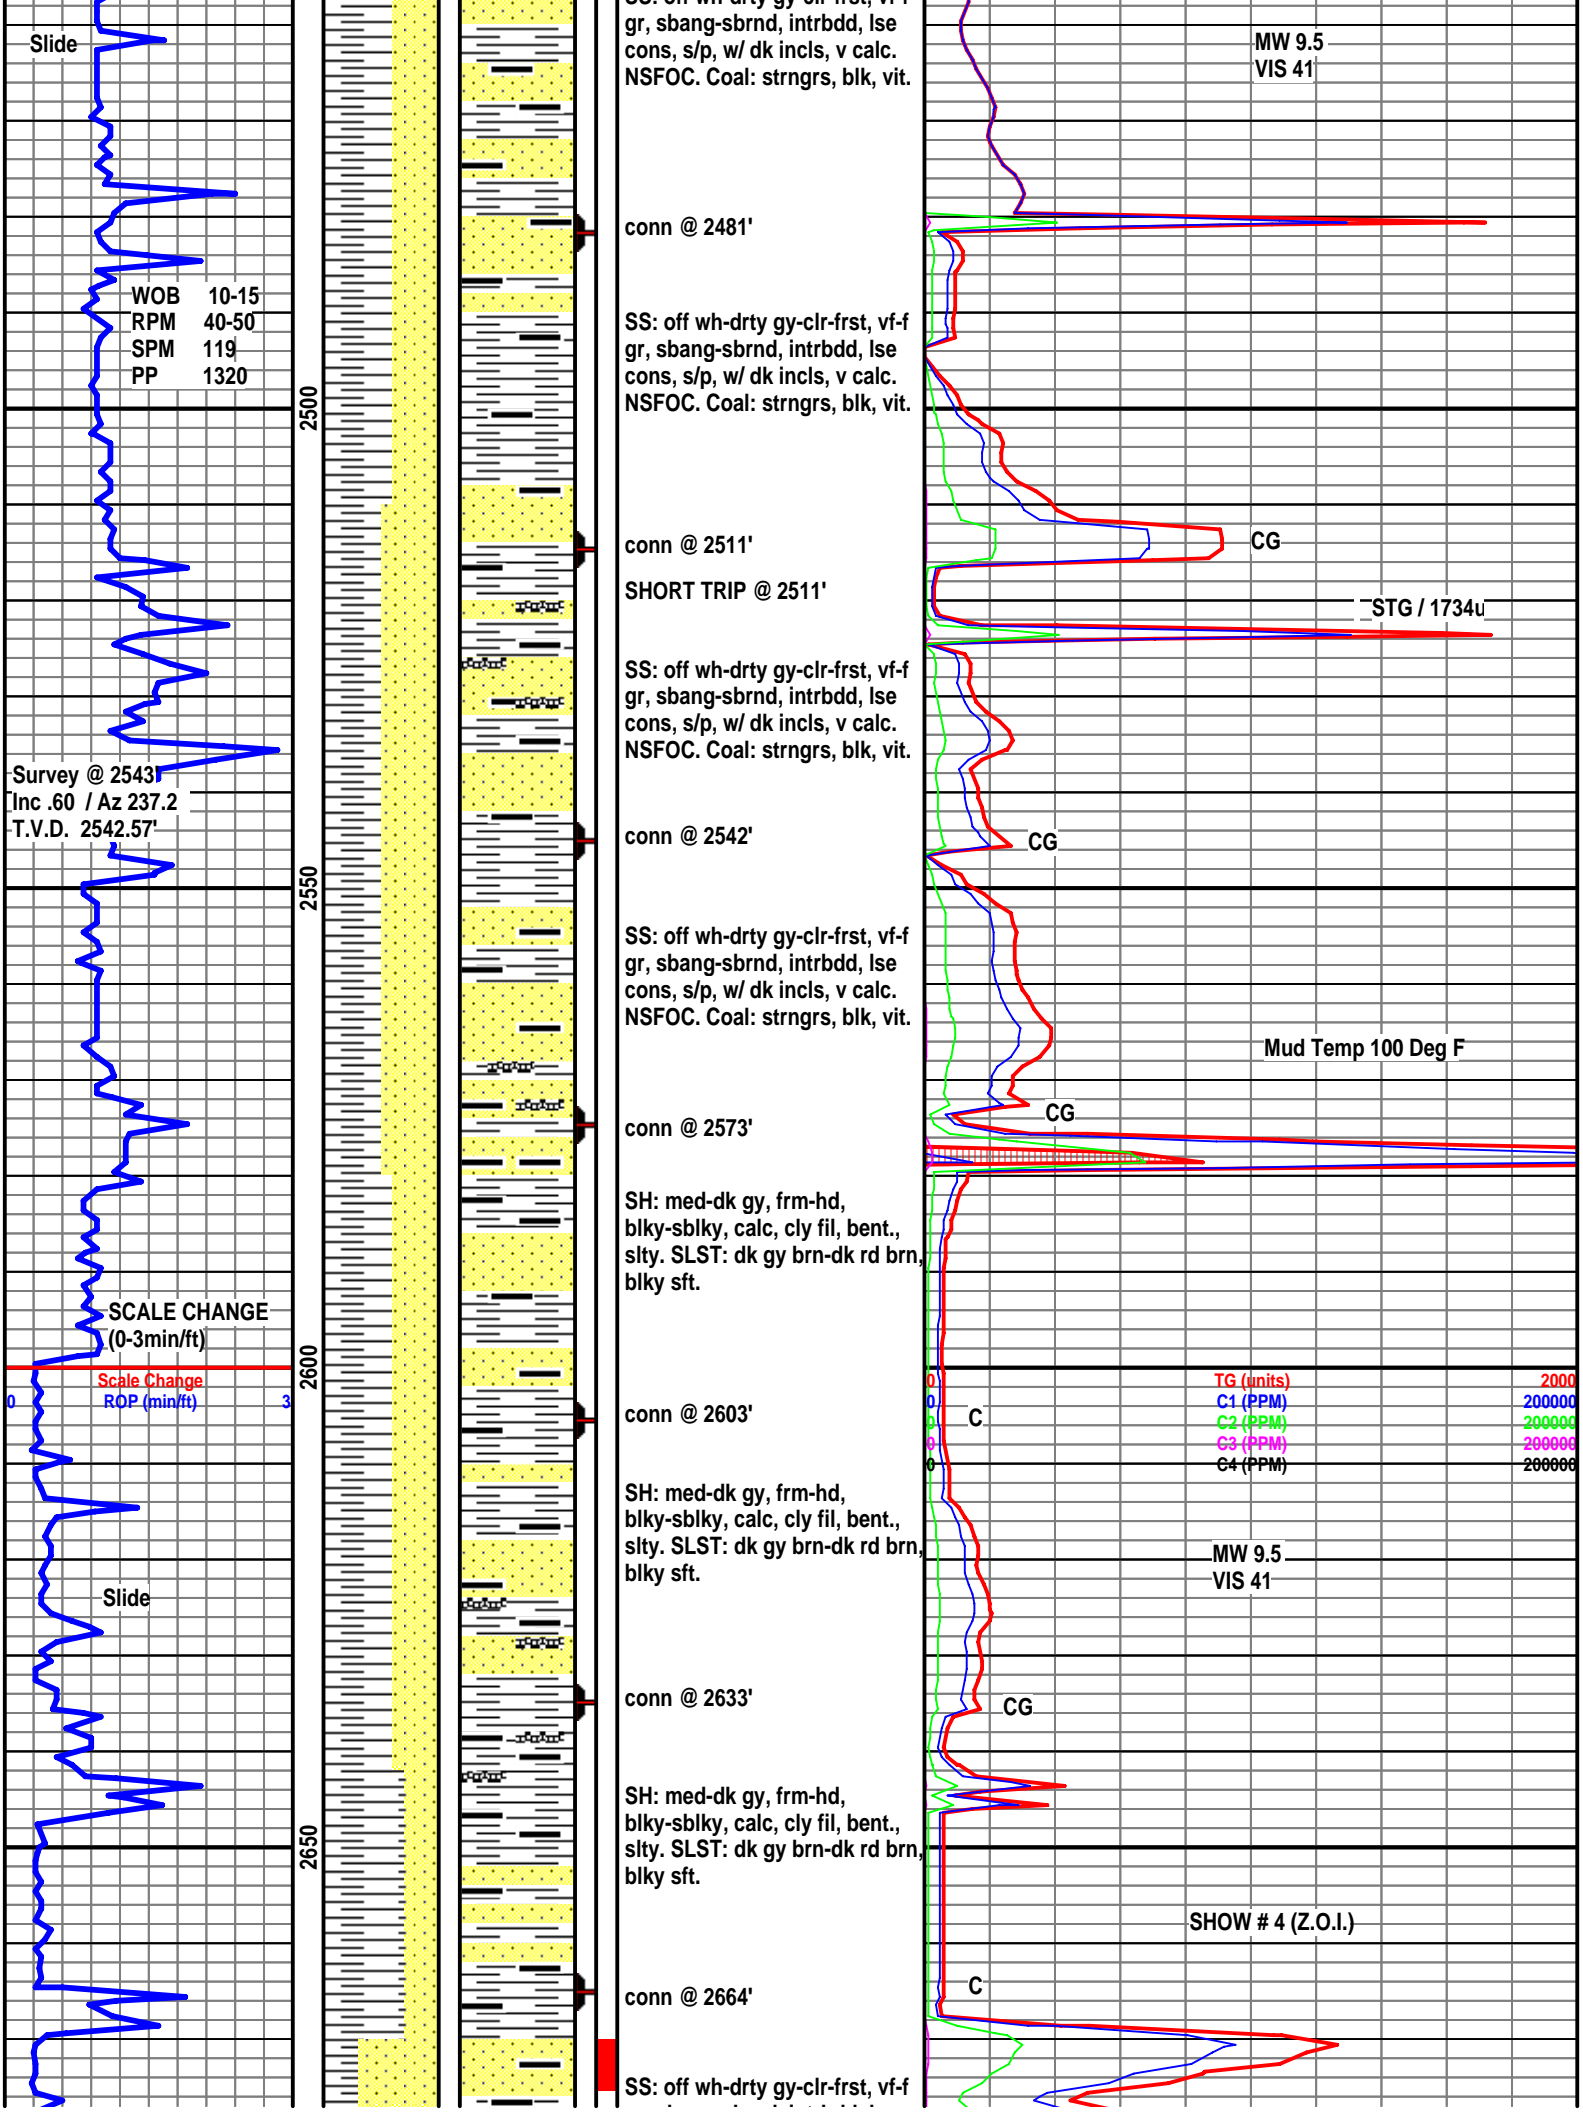 Slide
gr, sbang-sbrnd, intrbdd, lse
cons, s/p, w/ dk incls, v calc.
NSFOC. Coal: strngrs, blk, vit.
MW 9.5
VIS 41
conn @ 2481'
WOB 10-15
RPM 40-50
SPM 119
PP 1320
SS: off wh-drty gy-clr-frst, vf-f
gr, sbang-sbrnd, intrbdd, lse
cons, s/p, w/ dk incls, v calc.
NSFOC. Coal: strngrs, blk, vit.
2500
conn @ 2511'
CG
SHORT TRIP @ 2511'
STG / 1734u
SS: off wh-drty gy-clr-frst, vf-f
gr, sbang-sbrnd, intrbdd, lse
cons, s/p, w/ dk incls, v calc.
NSFOC. Coal: strngrs, blk, vit.
Survey @ 2543'
Inc .60 / Az 237.2
T.V.D. 2542.57'
conn @ 2542'
CG
2550
SS: off wh-drty gy-clr-frst, vf-f
gr, sbang-sbrnd, intrbdd, lse
cons, s/p, w/ dk incls, v calc.
NSFOC. Coal: strngrs, blk, vit.
Mud Temp 100 Deg F
CG
conn @ 2573'
SH: med-dk gy, frm-hd,
blky-sblky, calc, cly fil, bent.,
slty. SLST: dk gy brn-dk rd brn,
blky sft.
SCALE CHANGE
(0-3min/ft)
2600
Scale Change
0 ROP (min/ft) 3
0 TG (units) 2000
0 C1 (PPM) 200000
0 C2 (PPM) 200000
0 C3 (PPM) 200000
0 C4 (PPM) 200000
conn @ 2603'
C
SH: med-dk gy, frm-hd,
blky-sblky, calc, cly fil, bent.,
slty. SLST: dk gy brn-dk rd brn,
blky sft.
MW 9.5
VIS 41
Slide
conn @ 2633'
CG
SH: med-dk gy, frm-hd,
blky-sblky, calc, cly fil, bent.,
slty. SLST: dk gy brn-dk rd brn,
blky sft.
2650
SHOW # 4 (Z.O.I.)
conn @ 2664'
C
SS: off wh-drty gy-clr-frst, vf-f